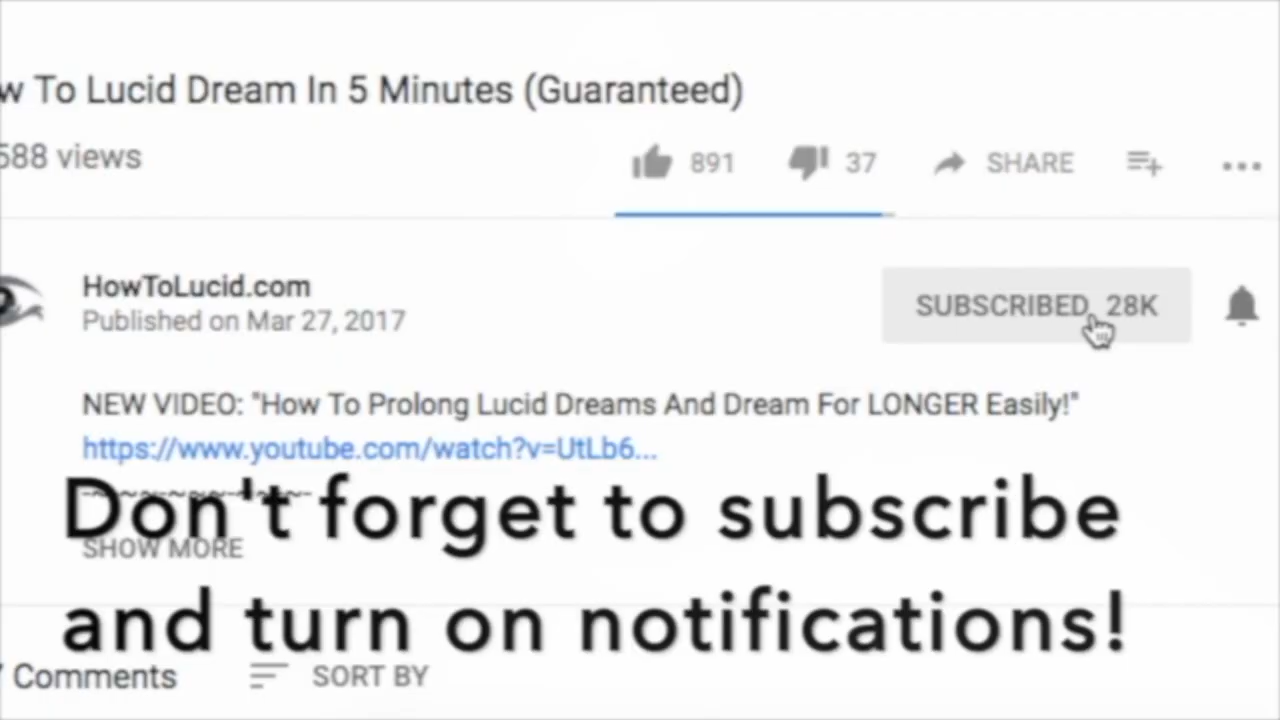 w To Lucid Dream In 5 Minutes (Guaranteed)
588 views
891 37 SHARE
HowToLucid.com
SUBSCRIBED 28K
Published on Mar 27, 2017
NEW VIDEO: "How To Prolong Lucid Dreams And Dream For LONGER Easily!"
https://www.youtube.com/watch?v=UtLb6...
Don't forget to subscribe
SHOW MORE
and turn on notifications!
Comments SORT BY